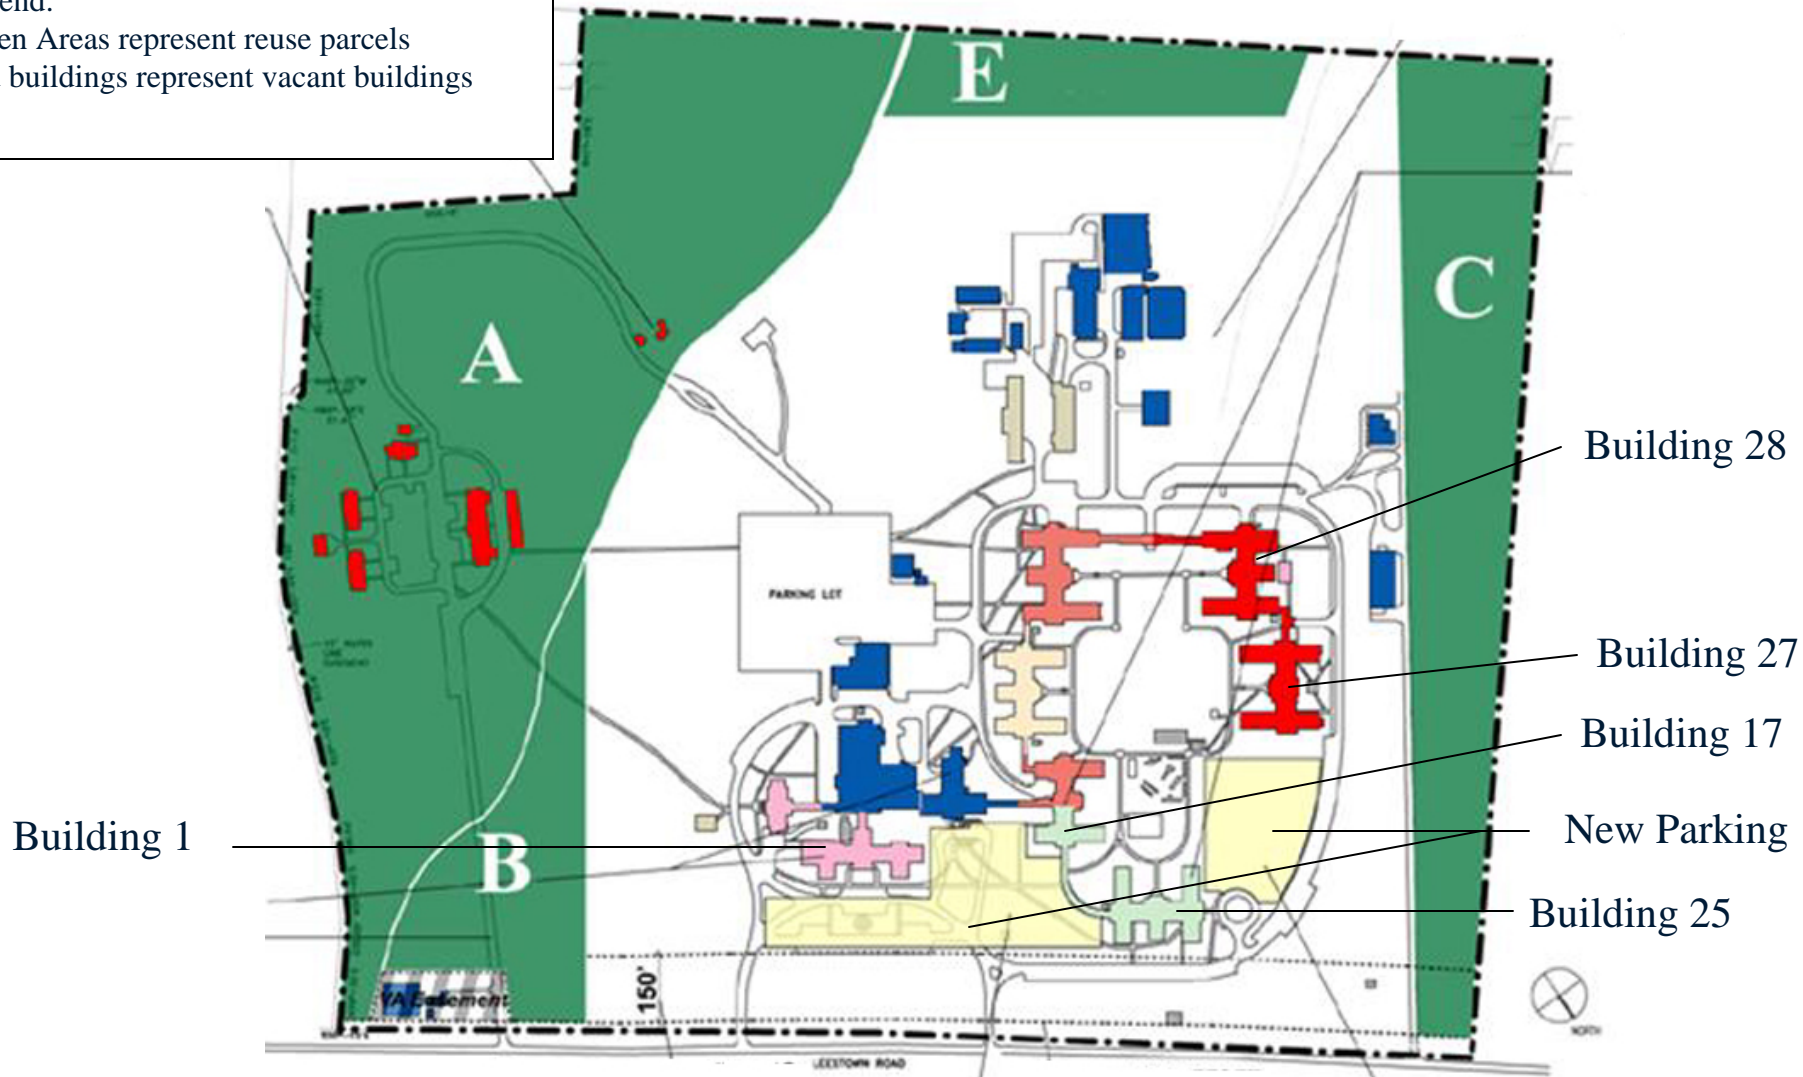 end:
en Areas represent reuse parcels
buildings represent vacant buildings
E
C
A
Building 28
PARKING LOT
Building 27
Building 17
Building 1
B
New Parking
Building 25
150'
VA Easement
NORTH
LEESTOWN ROAD